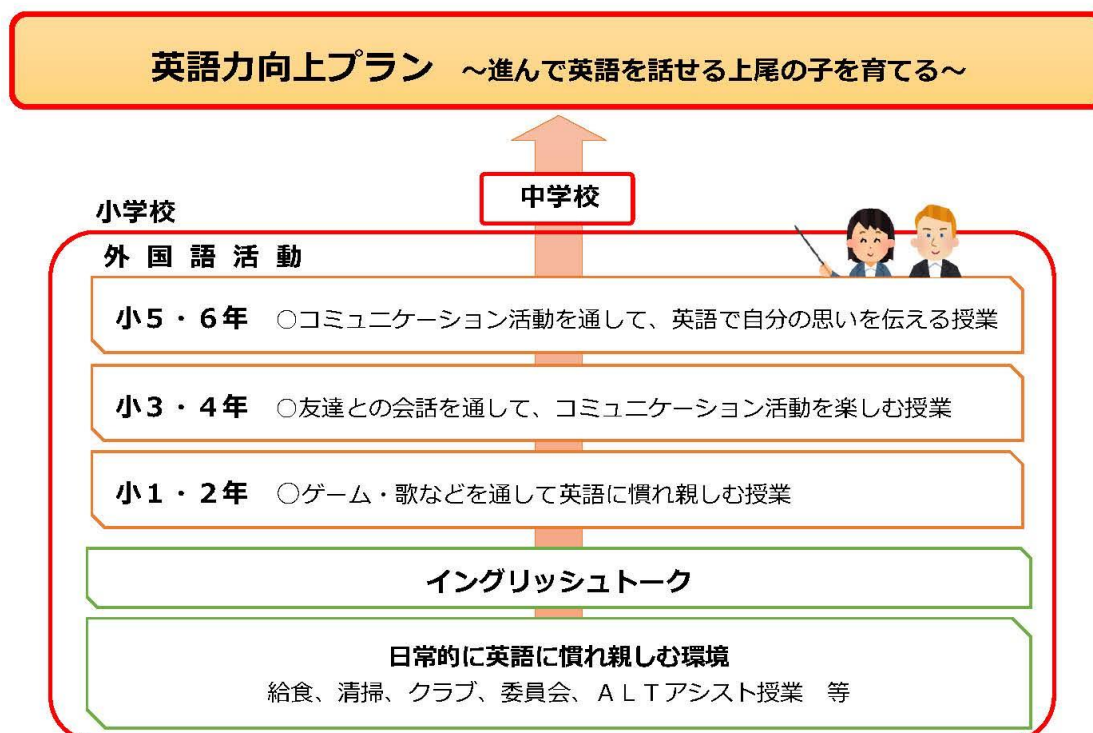 英語力向上プラン ～進んで英語を話せる上尾の子を育てる～
中学校
小学校
外国語活動
小５・６年 ○コミュニケーション活動を通して、英語で自分の思いを伝える授業
小３・４年 ○友達との会話を通して、コミュニケーション活動を楽しむ授業
小１・２年 ○ゲーム・歌などを通して英語に慣れ親しむ授業
イングリッシュトーク
日常的に英語に慣れ親しむ環境
給食、清掃、クラブ、委員会、ＡＬＴアシスト授業　等